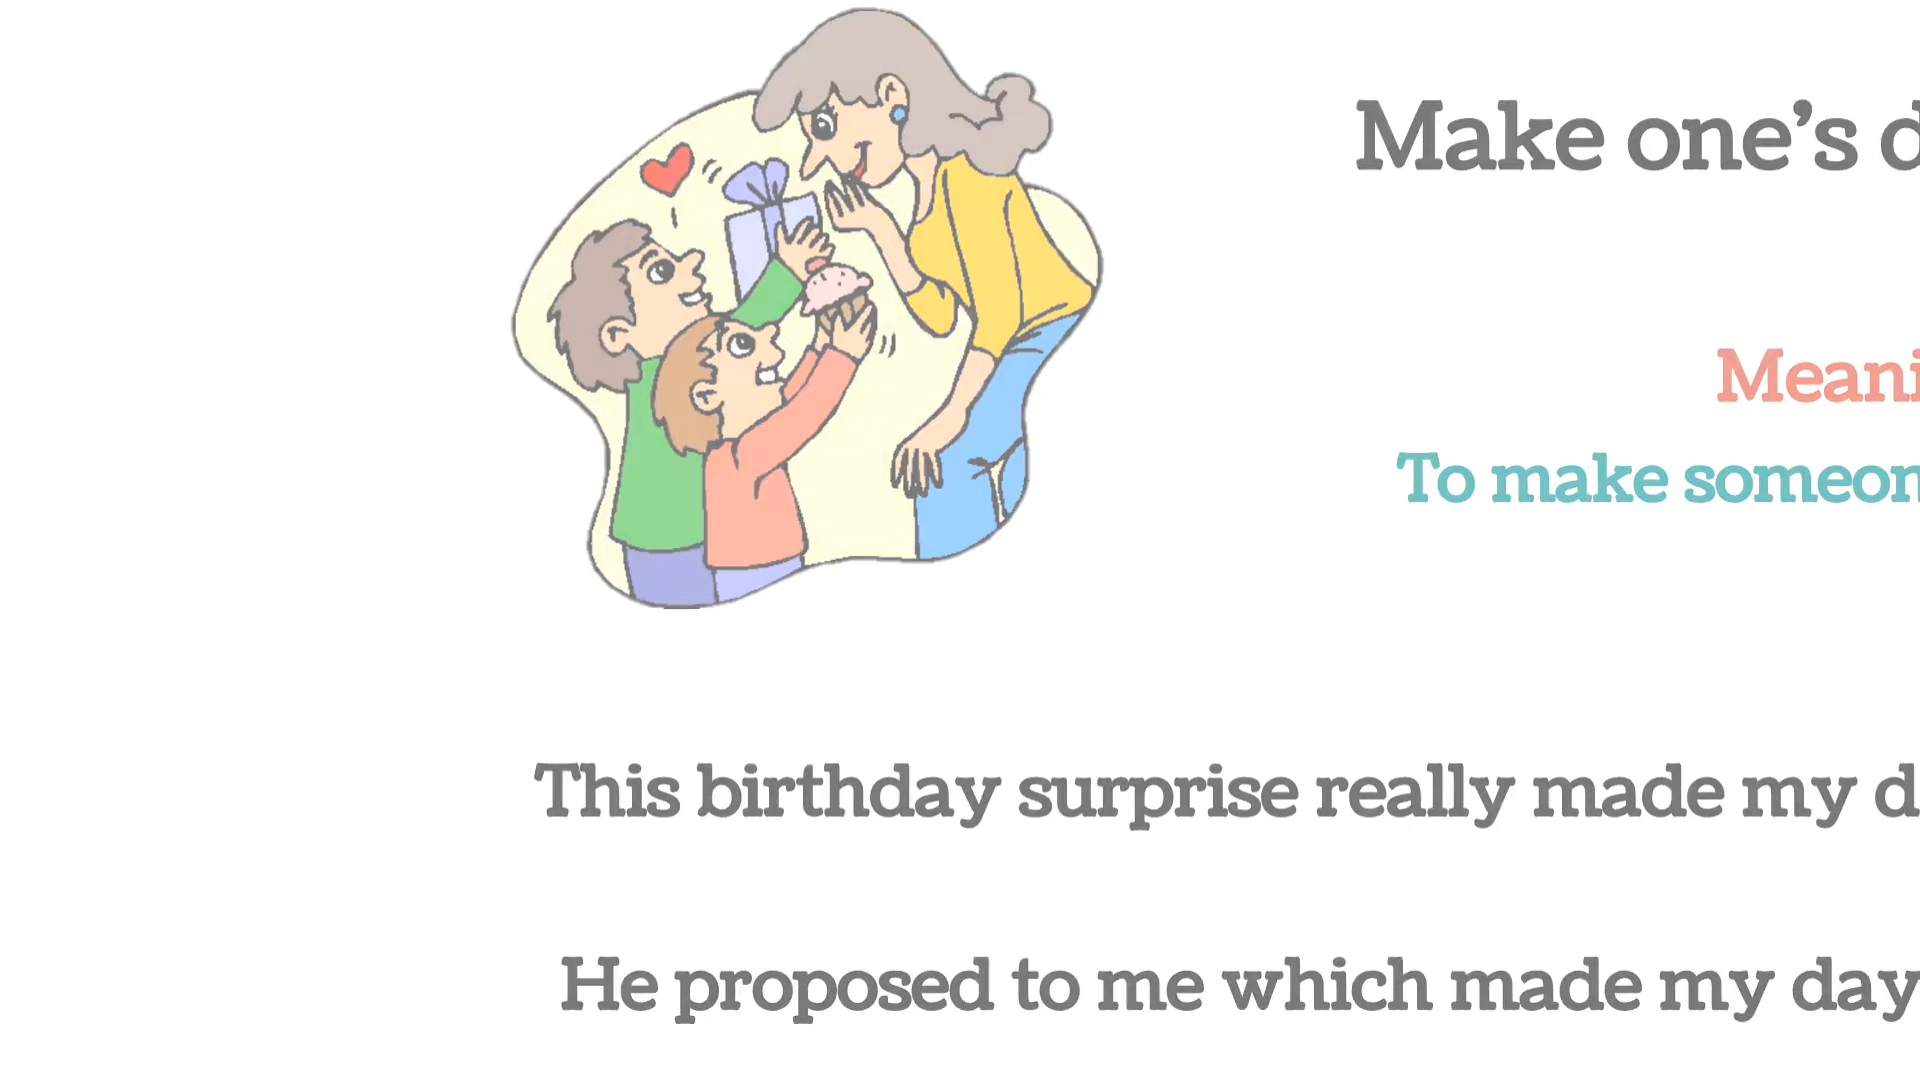 Make one's d
Meani
To make someon
This birthday surprise really made my d
He proposed to me which made my day